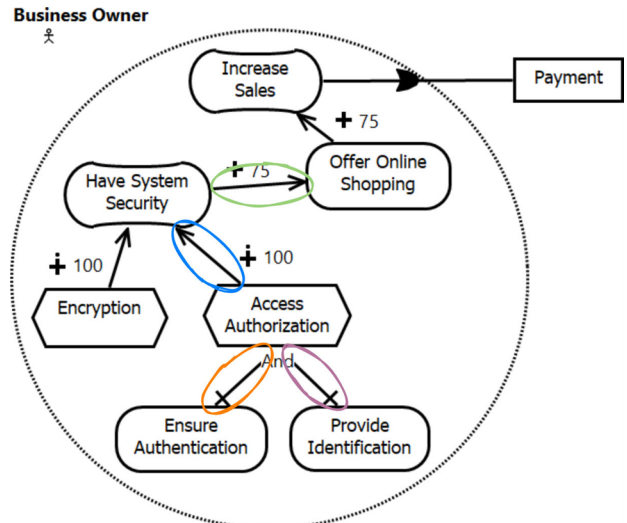 Business Owner
Increase
Sales
Payment
+ 75
Offer Online
Shopping
+ 75
Have System
Security
+ 100
+ 100
Encryption
Access
Authorization
And
Ensure
Authentication
Provide
Identification